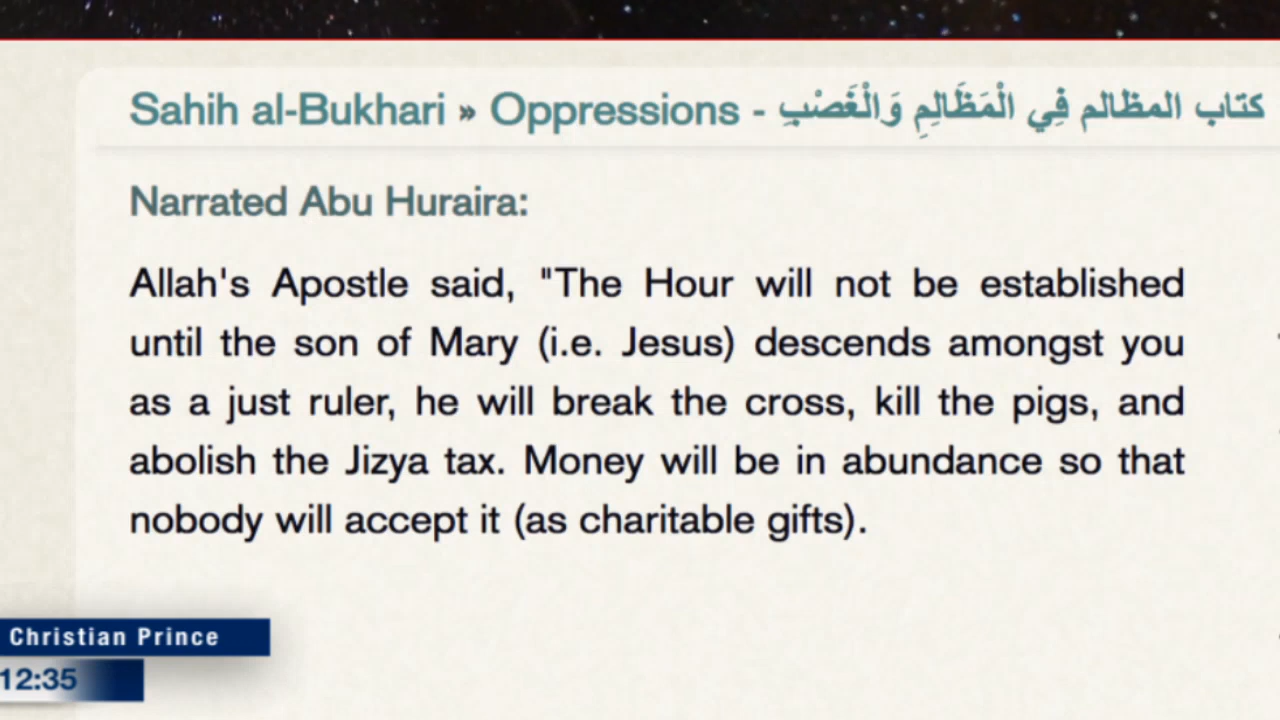 Sahih al-Bukhari » Oppressions - كتاب المظالم فِي الْمَظَالِمِ وَالْغَصْبِ
Narrated Abu Huraira:
Allah's Apostle said, "The Hour will not be established
until the son of Mary (i.e. Jesus) descends amongst you
as a just ruler, he will break the cross, kill the pigs, and
abolish the Jizya tax. Money will be in abundance so that
nobody will accept it (as charitable gifts).
Christian Prince
12:35